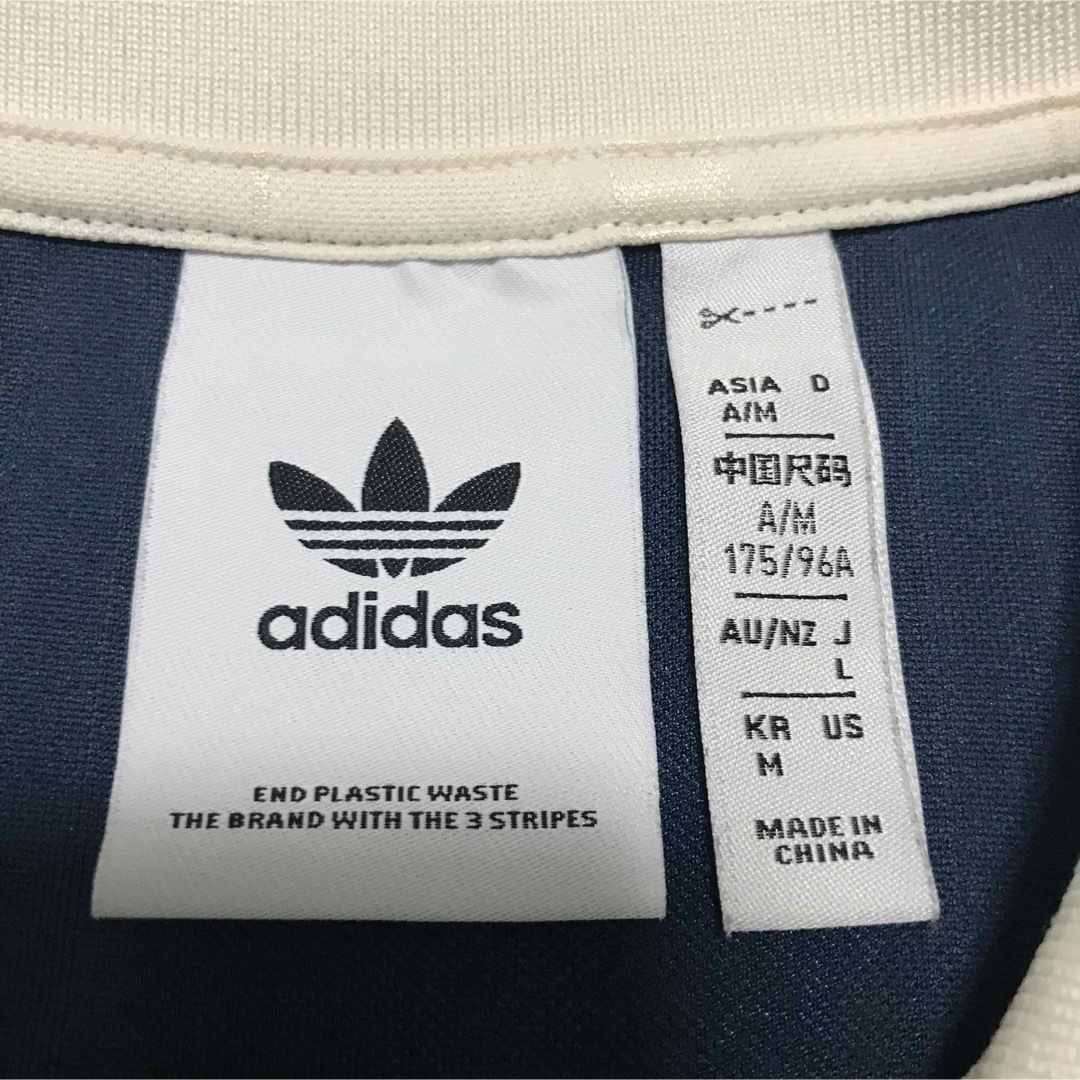 adidas
END PLASTIC WASTE
THE BRAND WITH THE 3 STRIPES
ASIA D
A/M
中国尺码
A/M
175/96A
AU/NZ J
L
KR US
M
MADE IN
CHINA